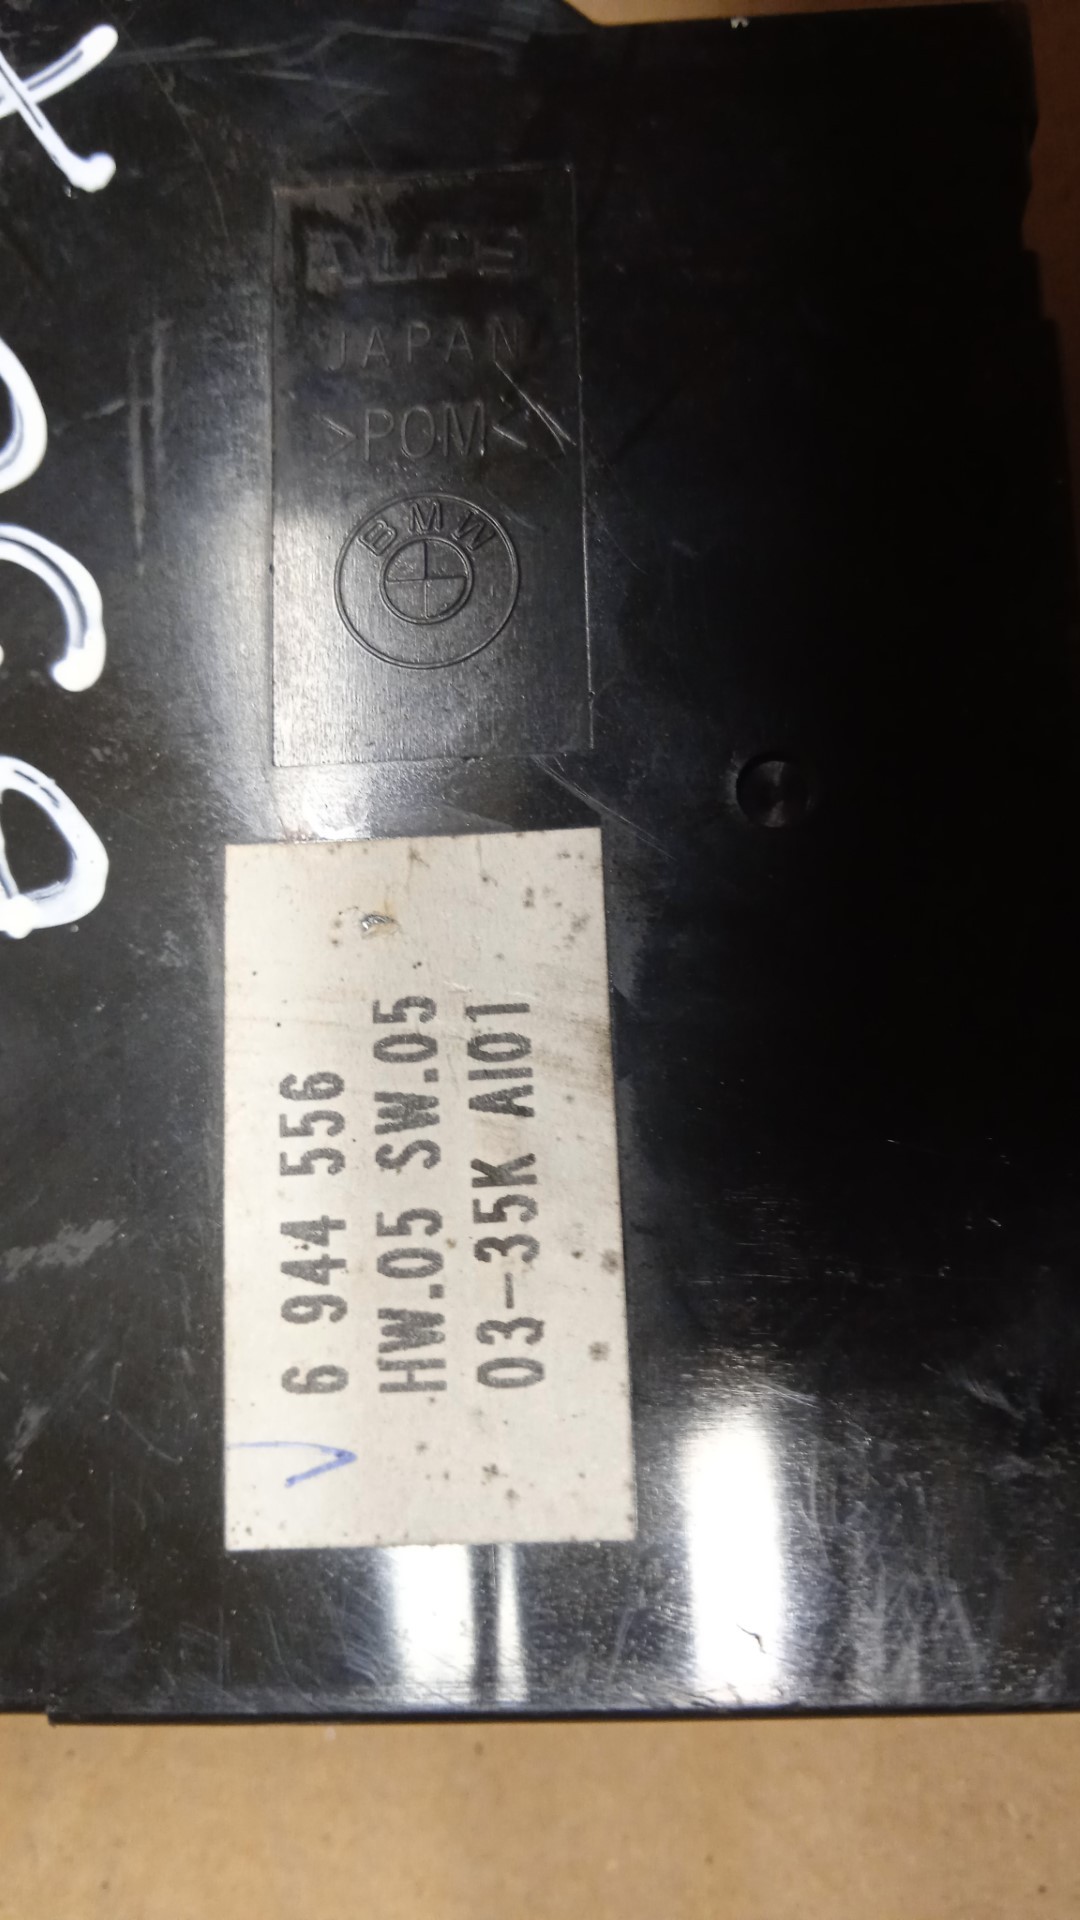 ALPS
JAPAN
>POM<
BMW
6 944 556
HW.05 SW.05
03-35K AI01